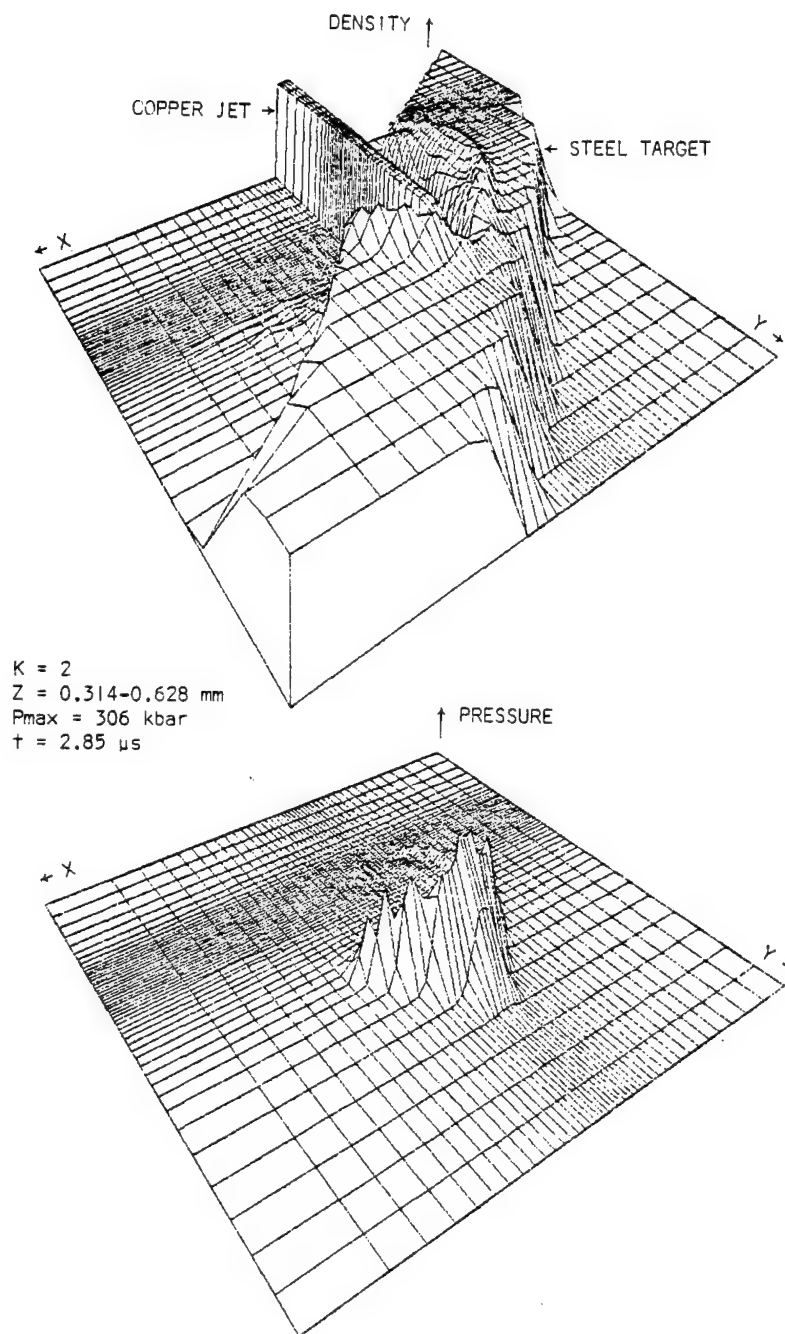 DENSITY ↑
COPPER JET →
← STEEL TARGET
← X
Y →
K = 2
Z = 0.314-0.628 mm
Pmax = 306 kbar
t = 2.85 µs
↑ PRESSURE
← X
Y →